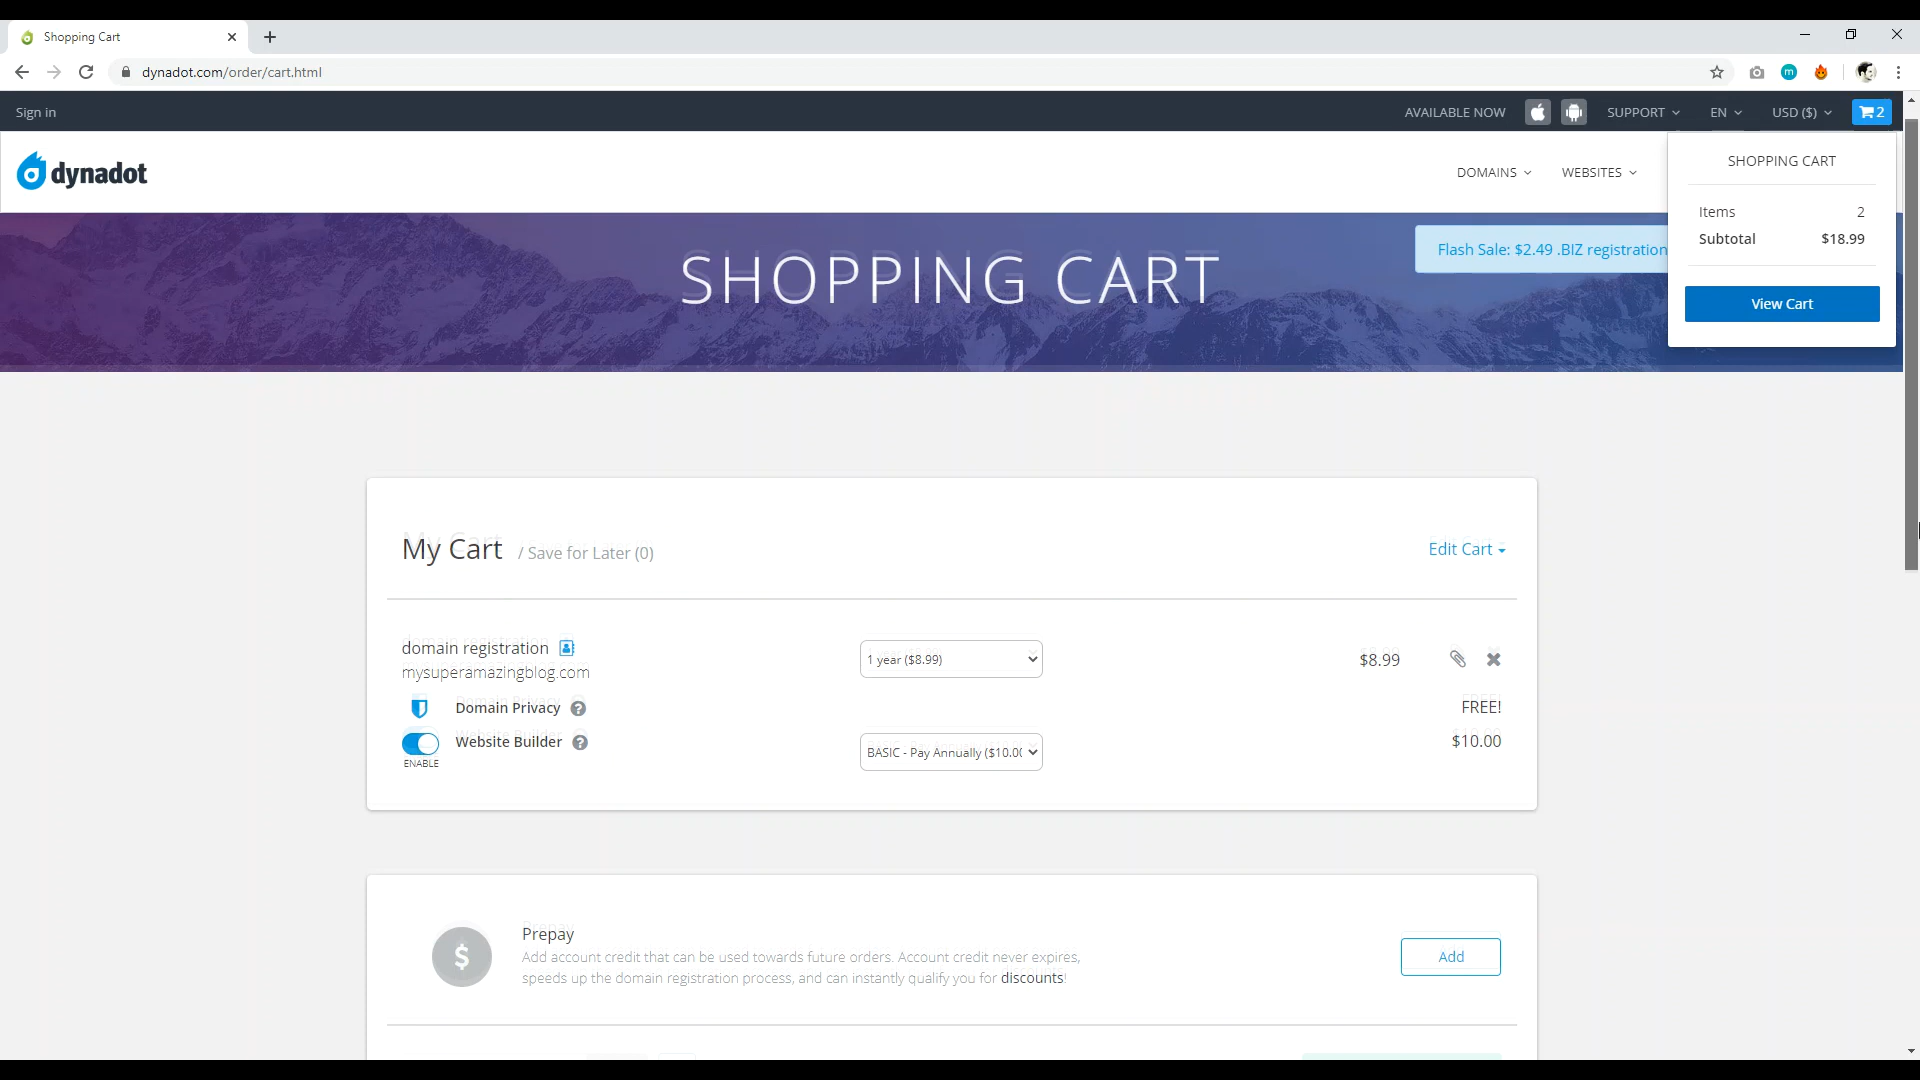 Shopping Cart
dynadot.com/order/cart.html
m
Sign in
AVAILABLE NOW
SUPPORT
EN
USD ($)
2
dynadot
DOMAINS
WEBSITES
SHOPPING CART
Items 2
Subtotal $18.99
View Cart
SHOPPING CART
Flash Sale: $2.49 .BIZ registration
My Cart / Save for Later (0)
Edit Cart
domain registration
mysuperamazingblog.com
1 year ($8.99)
$8.99
Domain Privacy ?
FREE!
Website Builder ?
ENABLE
BASIC - Pay Annually ($10.00
$10.00
$
Prepay
Add account credit that can be used towards future orders. Account credit never expires,
speeds up the domain registration process, and can instantly qualify you for discounts!
Add